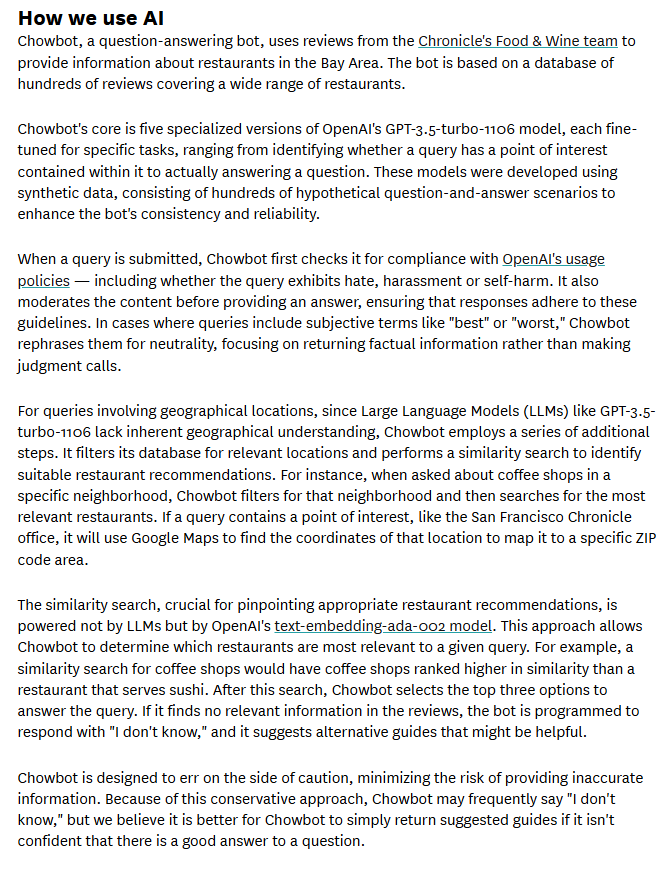 How we use AI
Chowbot, a question-answering bot, uses reviews from the Chronicle's Food & Wine team to
provide information about restaurants in the Bay Area. The bot is based on a database of
hundreds of reviews covering a wide range of restaurants.
Chowbot's core is five specialized versions of OpenAI's GPT-3.5-turbo-1106 model, each fine-
tuned for specific tasks, ranging from identifying whether a query has a point of interest
contained within it to actually answering a question. These models were developed using
synthetic data, consisting of hundreds of hypothetical question-and-answer scenarios to
enhance the bot's consistency and reliability.
When a query is submitted, Chowbot first checks it for compliance with OpenAI's usage
policies — including whether the query exhibits hate, harassment or self-harm. It also
moderates the content before providing an answer, ensuring that responses adhere to these
guidelines. In cases where queries include subjective terms like "best" or "worst," Chowbot
rephrases them for neutrality, focusing on returning factual information rather than making
judgment calls.
For queries involving geographical locations, since Large Language Models (LLMs) like GPT-3.5-
turbo-1106 lack inherent geographical understanding, Chowbot employs a series of additional
steps. It filters its database for relevant locations and performs a similarity search to identify
suitable restaurant recommendations. For instance, when asked about coffee shops in a
specific neighborhood, Chowbot filters for that neighborhood and then searches for the most
relevant restaurants. If a query contains a point of interest, like the San Francisco Chronicle
office, it will use Google Maps to find the coordinates of that location to map it to a specific ZIP
code area.
The similarity search, crucial for pinpointing appropriate restaurant recommendations, is
powered not by LLMs but by OpenAI's text-embedding-ada-002 model. This approach allows
Chowbot to determine which restaurants are most relevant to a given query. For example, a
similarity search for coffee shops would have coffee shops ranked higher in similarity than a
restaurant that serves sushi. After this search, Chowbot selects the top three options to
answer the query. If it finds no relevant information in the reviews, the bot is programmed to
respond with "I don't know," and it suggests alternative guides that might be helpful.
Chowbot is designed to err on the side of caution, minimizing the risk of providing inaccurate
information. Because of this conservative approach, Chowbot may frequently say "I don't
know," but we believe it is better for Chowbot to simply return suggested guides if it isn't
confident that there is a good answer to a question.